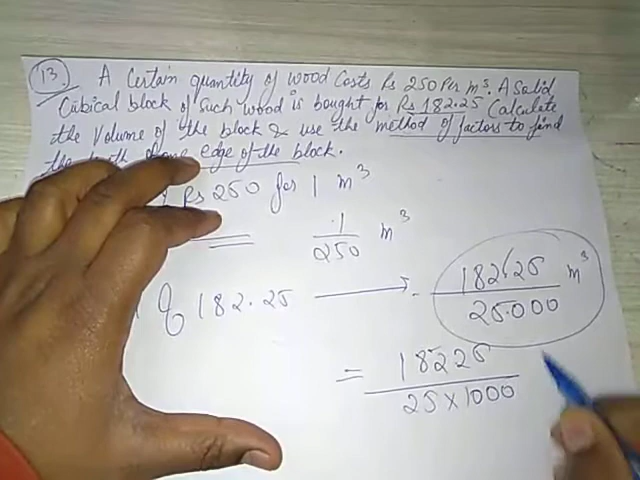 13. A Certain quantity of wood Costs Rs 250 Per m³. A Solid
Cubical block of Such wood is bought for Rs 182.25 Calculate
the Volume of the block & use the method of factors to find
the edge of the block.
Rs 250 for 1 m³
1/250 m³
182.25 → 18225/25000 m³
= 18225/25×1000